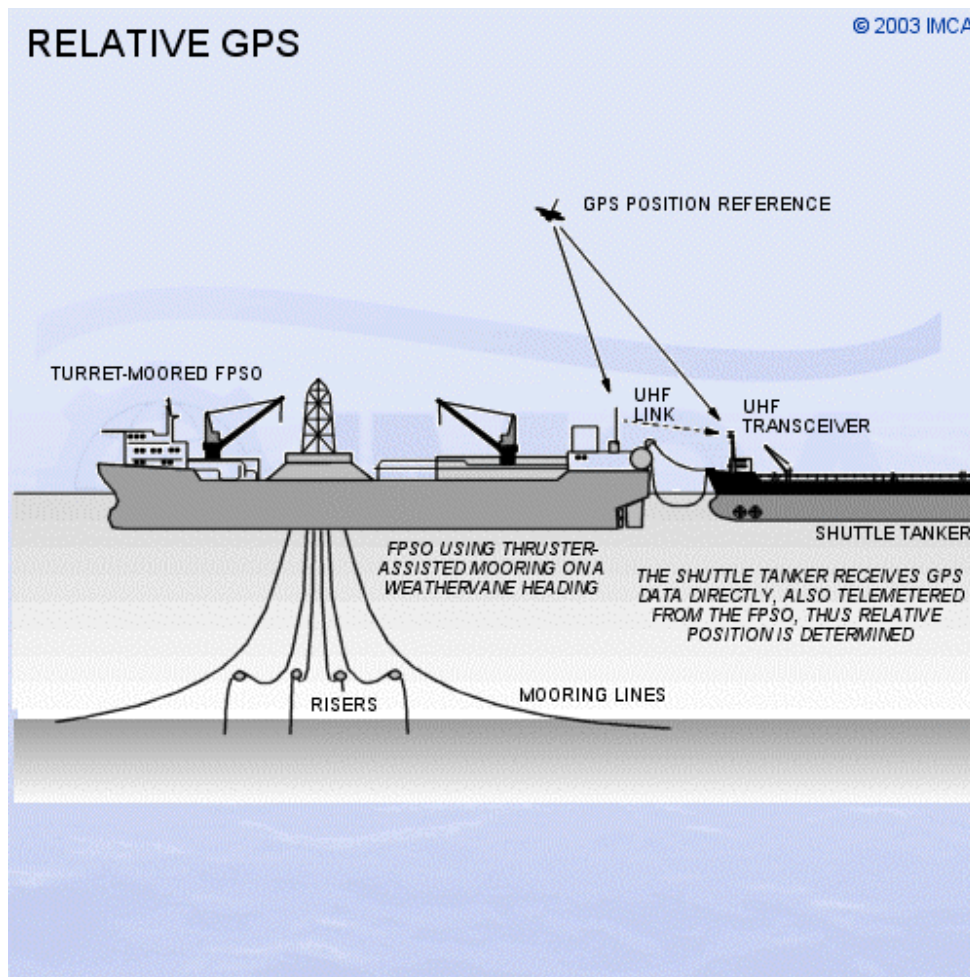 RELATIVE GPS
© 2003 IMCA
GPS POSITION REFERENCE
TURRET-MOORED FPSO
UHF
LINK
UHF
TRANSCEIVER
SHUTTLE TANKER
FPSO USING THRUSTER-
ASSISTED MOORING ON A
WEATHERVANE HEADING
THE SHUTTLE TANKER RECEIVES GPS
DATA DIRECTLY, ALSO TELEMETERED
FROM THE FPSO, THUS RELATIVE
POSITION IS DETERMINED
RISERS
MOORING LINES